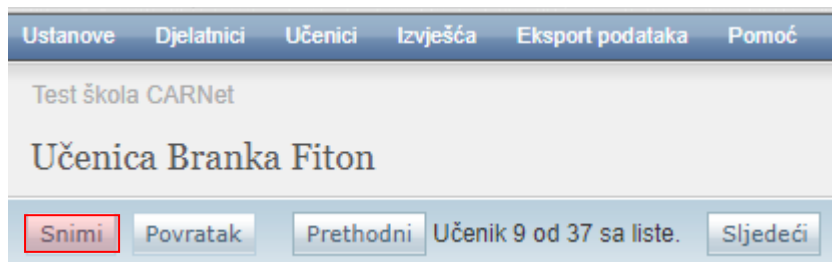 Ustanove Djelatnici Učenici Izvješća Eksport podataka Pomoć
Test škola CARNet
Učenica Branka Fiton
Snimi Povratak Prethodni Učenik 9 od 37 sa liste. Sljedeći